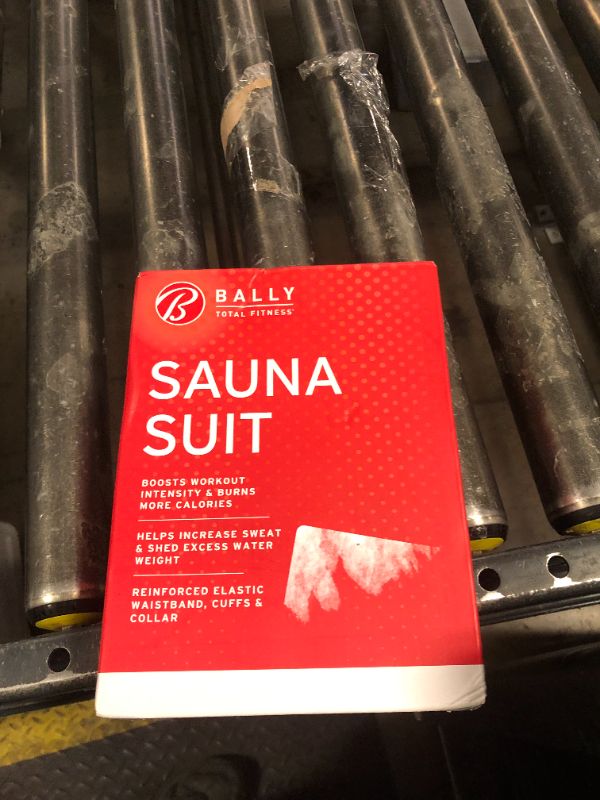 B BALLY
TOTAL FITNESS
SAUNA
SUIT
BOOSTS WORKOUT
INTENSITY & BURNS
MORE CALORIES
HELPS INCREASE SWEAT
& SHED EXCESS WATER
WEIGHT
REINFORCED ELASTIC
WAISTBAND, CUFFS &
COLLAR